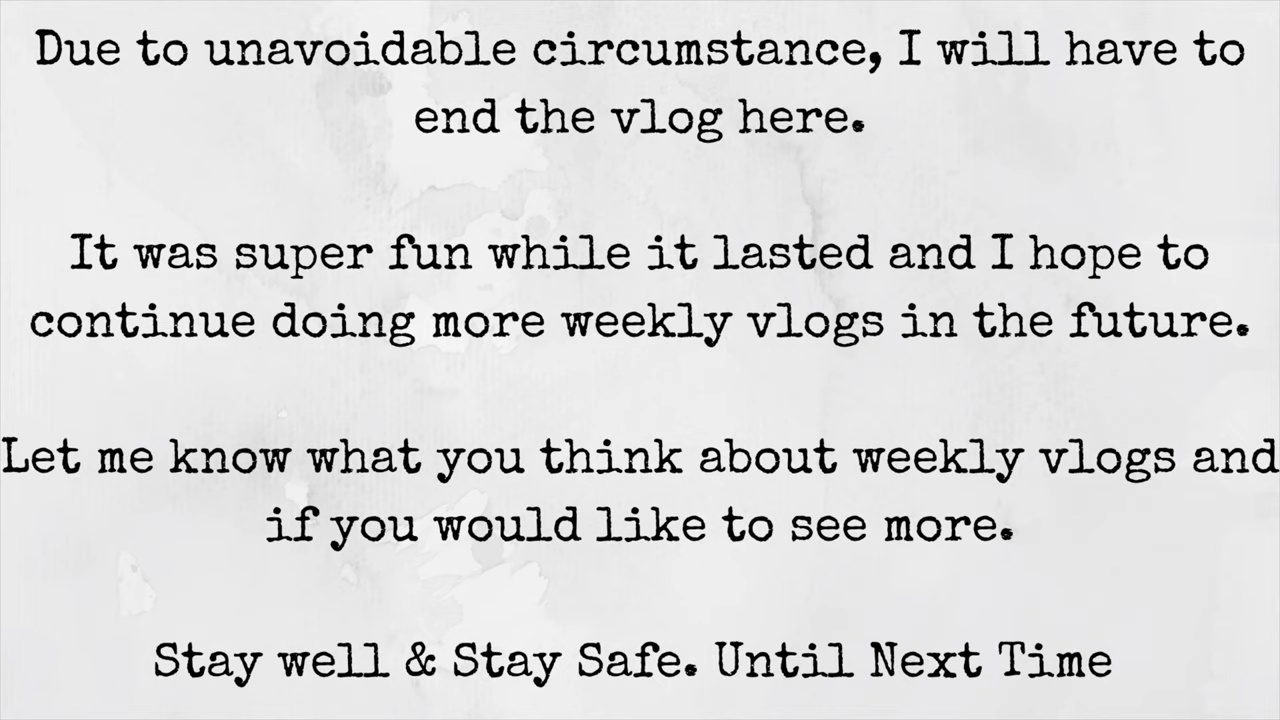 Due to unavoidable circumstance, I will have to
end the vlog here.
It was super fun while it lasted and I hope to
continue doing more weekly vlogs in the future.
Let me know what you think about weekly vlogs and
if you would like to see more.
Stay well & Stay Safe. Until Next Time